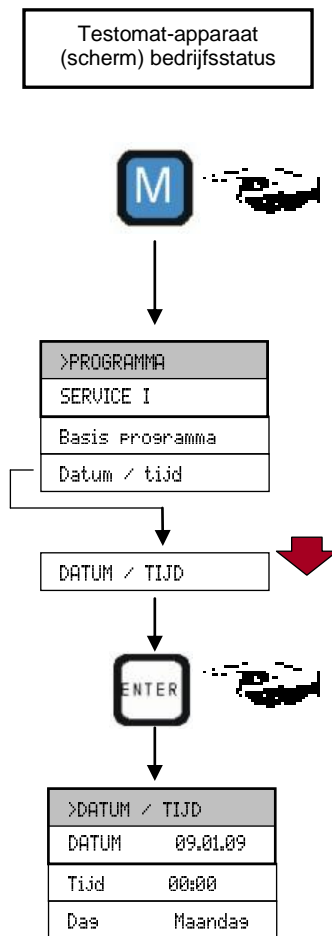 Testomat-apparaat
(scherm) bedrijfsstatus
M
>PROGRAMMA
SERVICE I
Basis programma
Datum / tijd
DATUM / TIJD
ENTER
>DATUM / TIJD
DATUM 09.01.09
Tijd 00:00
Dag Maandag